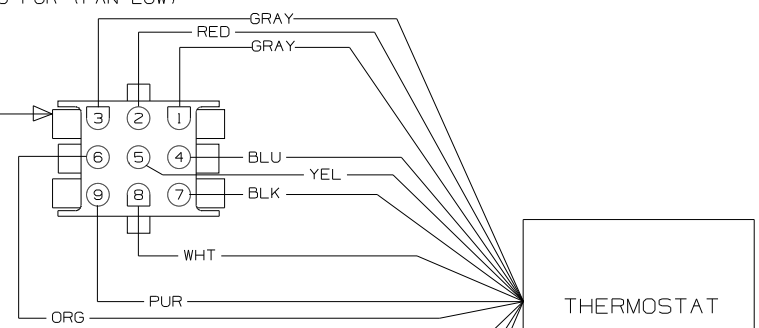 (FAN LOW)
GRAY
RED
GRAY
3 2 1
6 5 4
BLU
YEL
9 8 7
BLK
WHT
PUR
THERMOSTAT
ORG